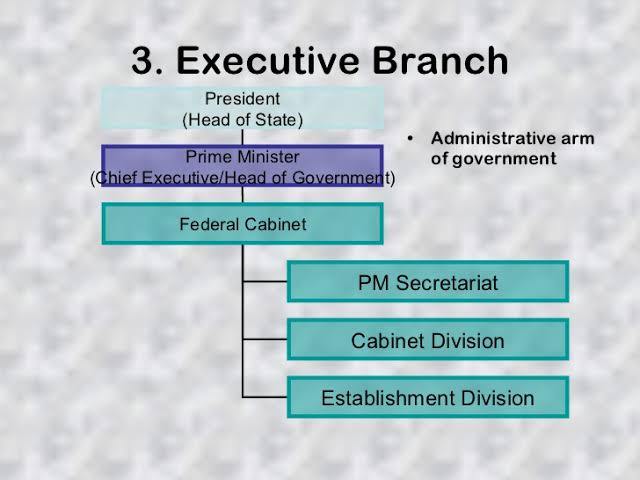 3. Executive Branch
President
(Head of State)
• Administrative arm
of government
Prime Minister
(Chief Executive/Head of Government)
Federal Cabinet
PM Secretariat
Cabinet Division
Establishment Division